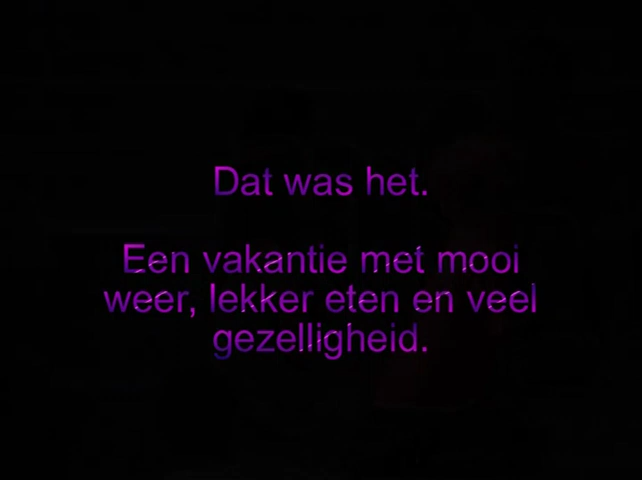 Dat was het.
Een vakantie met mooi
weer, lekker eten en veel
gezelligheid.